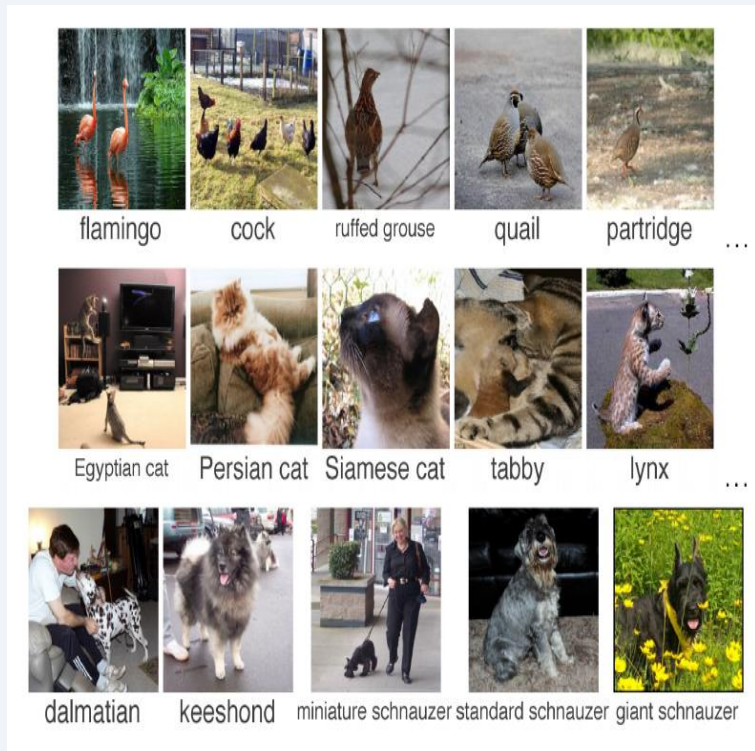 flamingo cock ruffed grouse quail partridge ...
Egyptian cat Persian cat Siamese cat tabby lynx ...
dalmatian keeshond miniature schnauzer standard schnauzer giant schnauzer